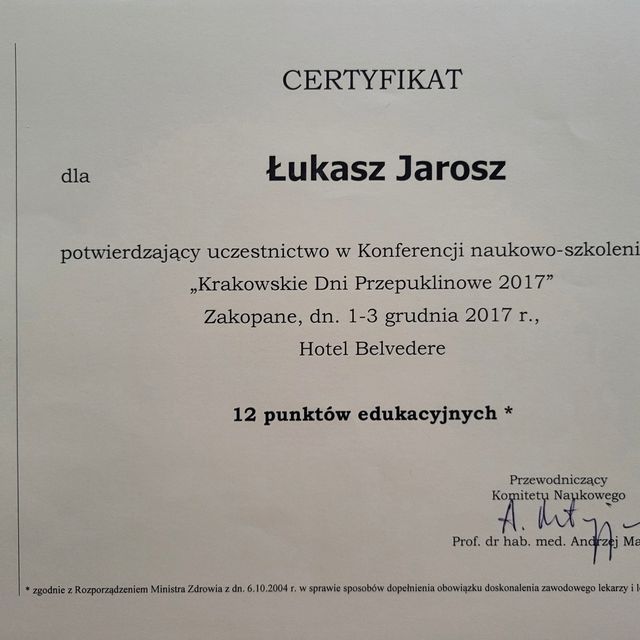 CERTYFIKAT
dla Łukasz Jarosz
potwierdzający uczestnictwo w Konferencji naukowo-szkoleni
„Krakowskie Dni Przepuklinowe 2017”
Zakopane, dn. 1-3 grudnia 2017 r.,
Hotel Belvedere
12 punktów edukacyjnych *
Przewodniczący
Komitetu Naukowego
Prof. dr hab. med. Andrzej Ma
* zgodnie z Rozporządzeniem Ministra Zdrowia z dn. 6.10.2004 r. w sprawie sposobów dopełnienia obowiązku doskonalenia zawodowego lekarzy i l